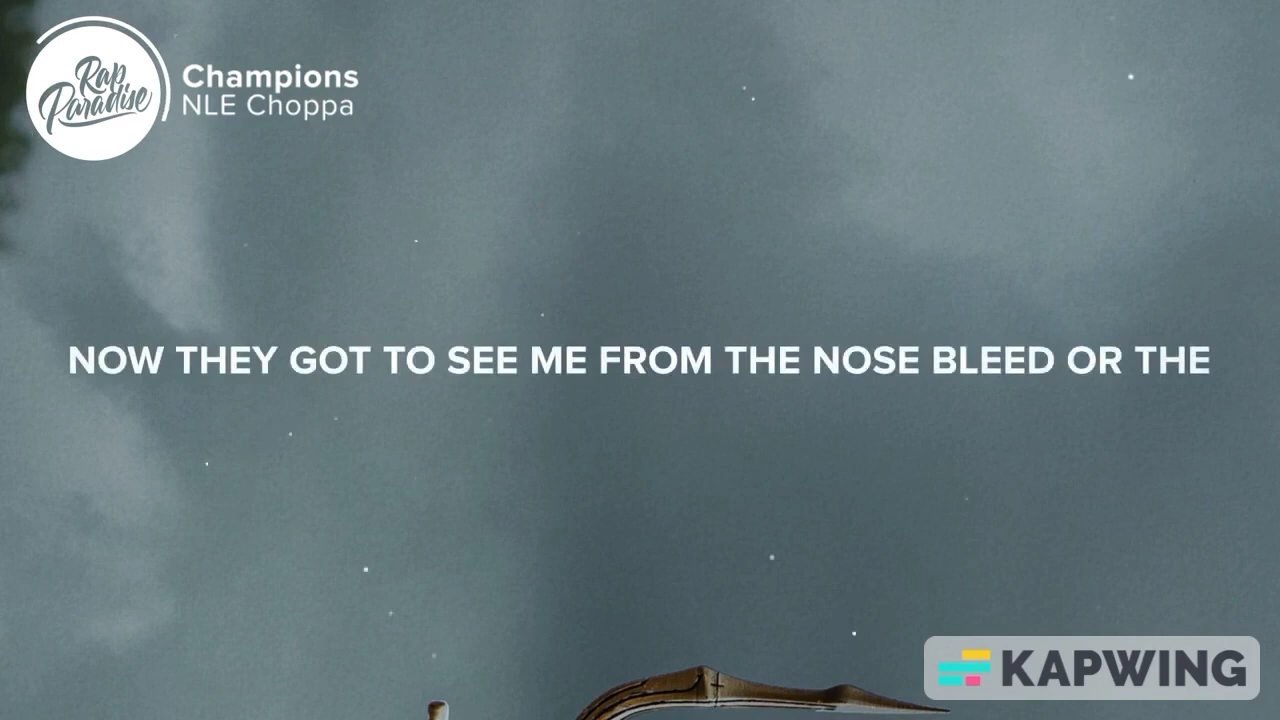 Rap
Paradise
Champions
NLE Choppa
NOW THEY GOT TO SEE ME FROM THE NOSE BLEED OR THE
KAPWING